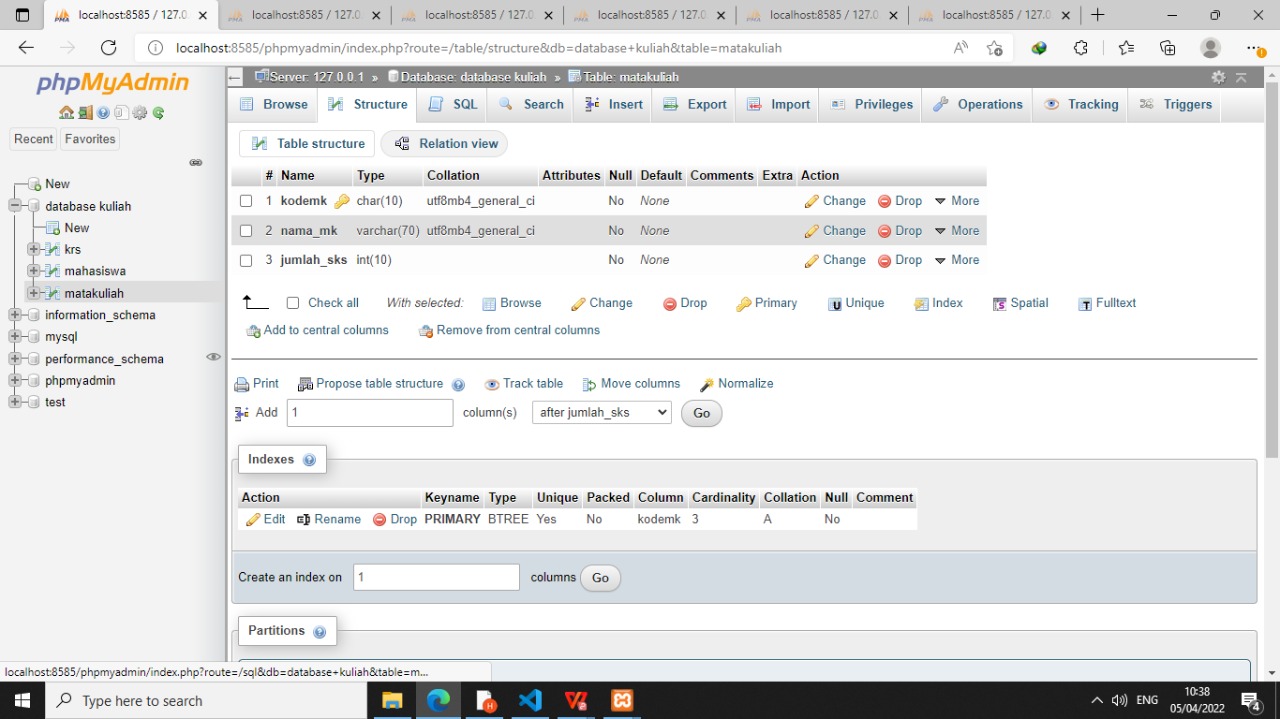 localhost:8585 / 127.0. localhost:8585 / 127.0. localhost:8585 / 127.0. localhost:8585 / 127.0. localhost:8585 / 127.0. localhost:8585 / 127.0.
localhost:8585/phpmyadmin/index.php?route=/table/structure&db=database+kuliah&table=matakuliah
phpMyAdmin
Recent Favorites
New
database kuliah
New
krs
mahasiswa
matakuliah
information_schema
mysql
performance_schema
phpmyadmin
test
Server: 127.0.0.1 » Database: database kuliah » Table: matakuliah
Browse Structure SQL Search Insert Export Import Privileges Operations Tracking Triggers
Table structure Relation view
# Name Type Collation Attributes Null Default Comments Extra Action
1 kodemk char(10) utf8mb4_general_ci No None Change Drop More
2 nama_mk varchar(70) utf8mb4_general_ci No None Change Drop More
3 jumlah_sks int(10) No None Change Drop More
Check all With selected: Browse Change Drop Primary Unique Index Spatial Fulltext
Add to central columns Remove from central columns
Print Propose table structure Track table Move columns Normalize
Add 1 column(s) after jumlah_sks Go
Indexes
Action Keyname Type Unique Packed Column Cardinality Collation Null Comment
Edit Rename Drop PRIMARY BTREE Yes No kodemk 3 A No
Create an index on 1 columns Go
Partitions
localhost:8585/phpmyadmin/index.php?route=/sql&db=database+kuliah&table=m...
Type here to search
ENG
10:38
05/04/2022
4